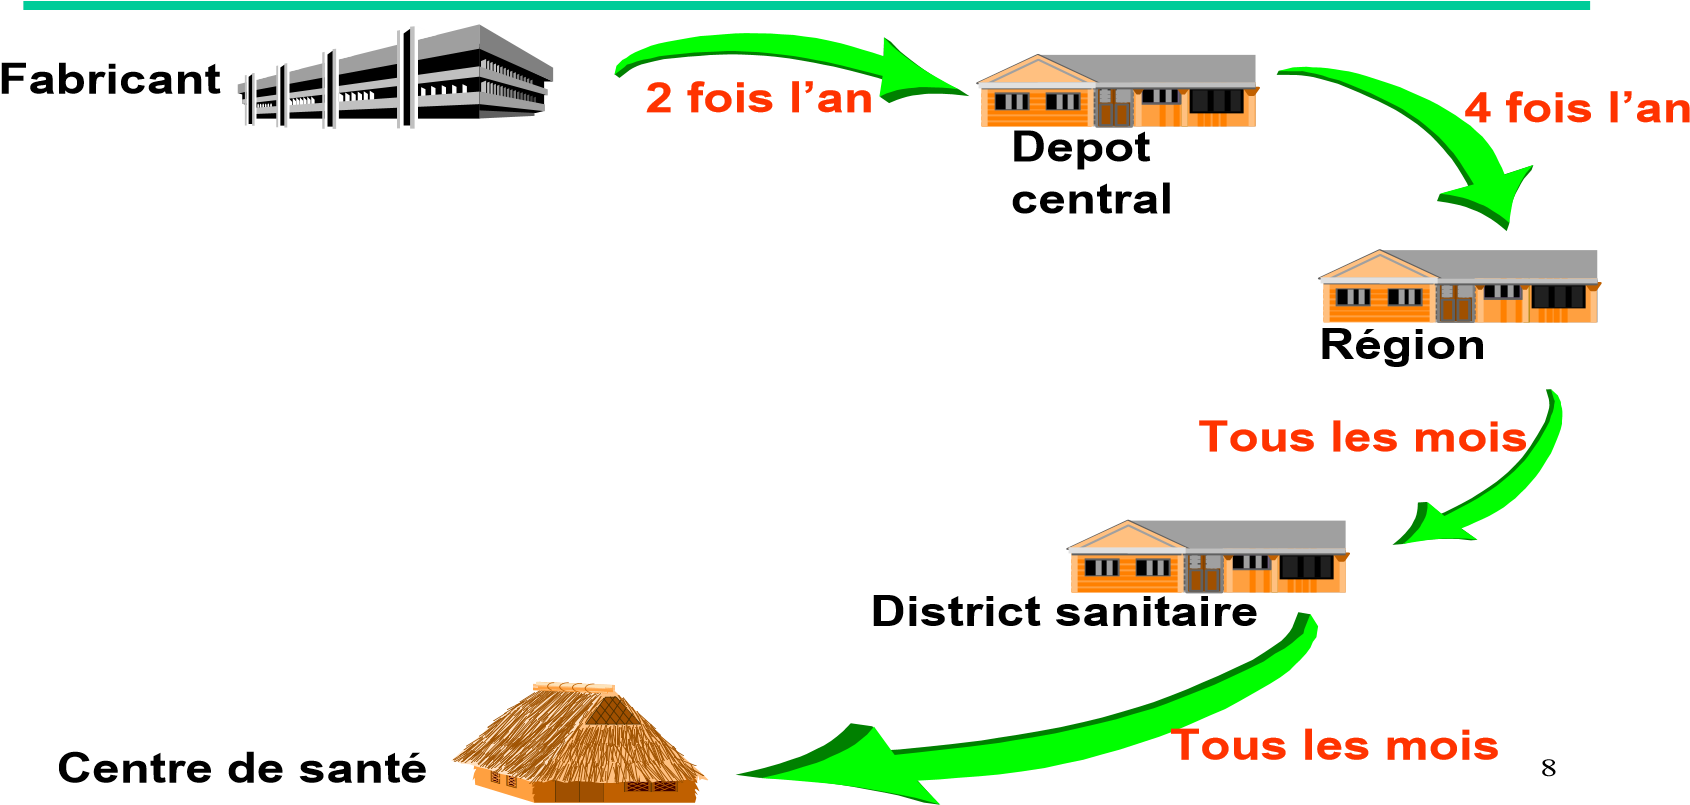 Fabricant
2 fois l’an
4 fois l’an
Depot
central
Région
Tous les mois
District sanitaire
Tous les mois
Centre de santé
8